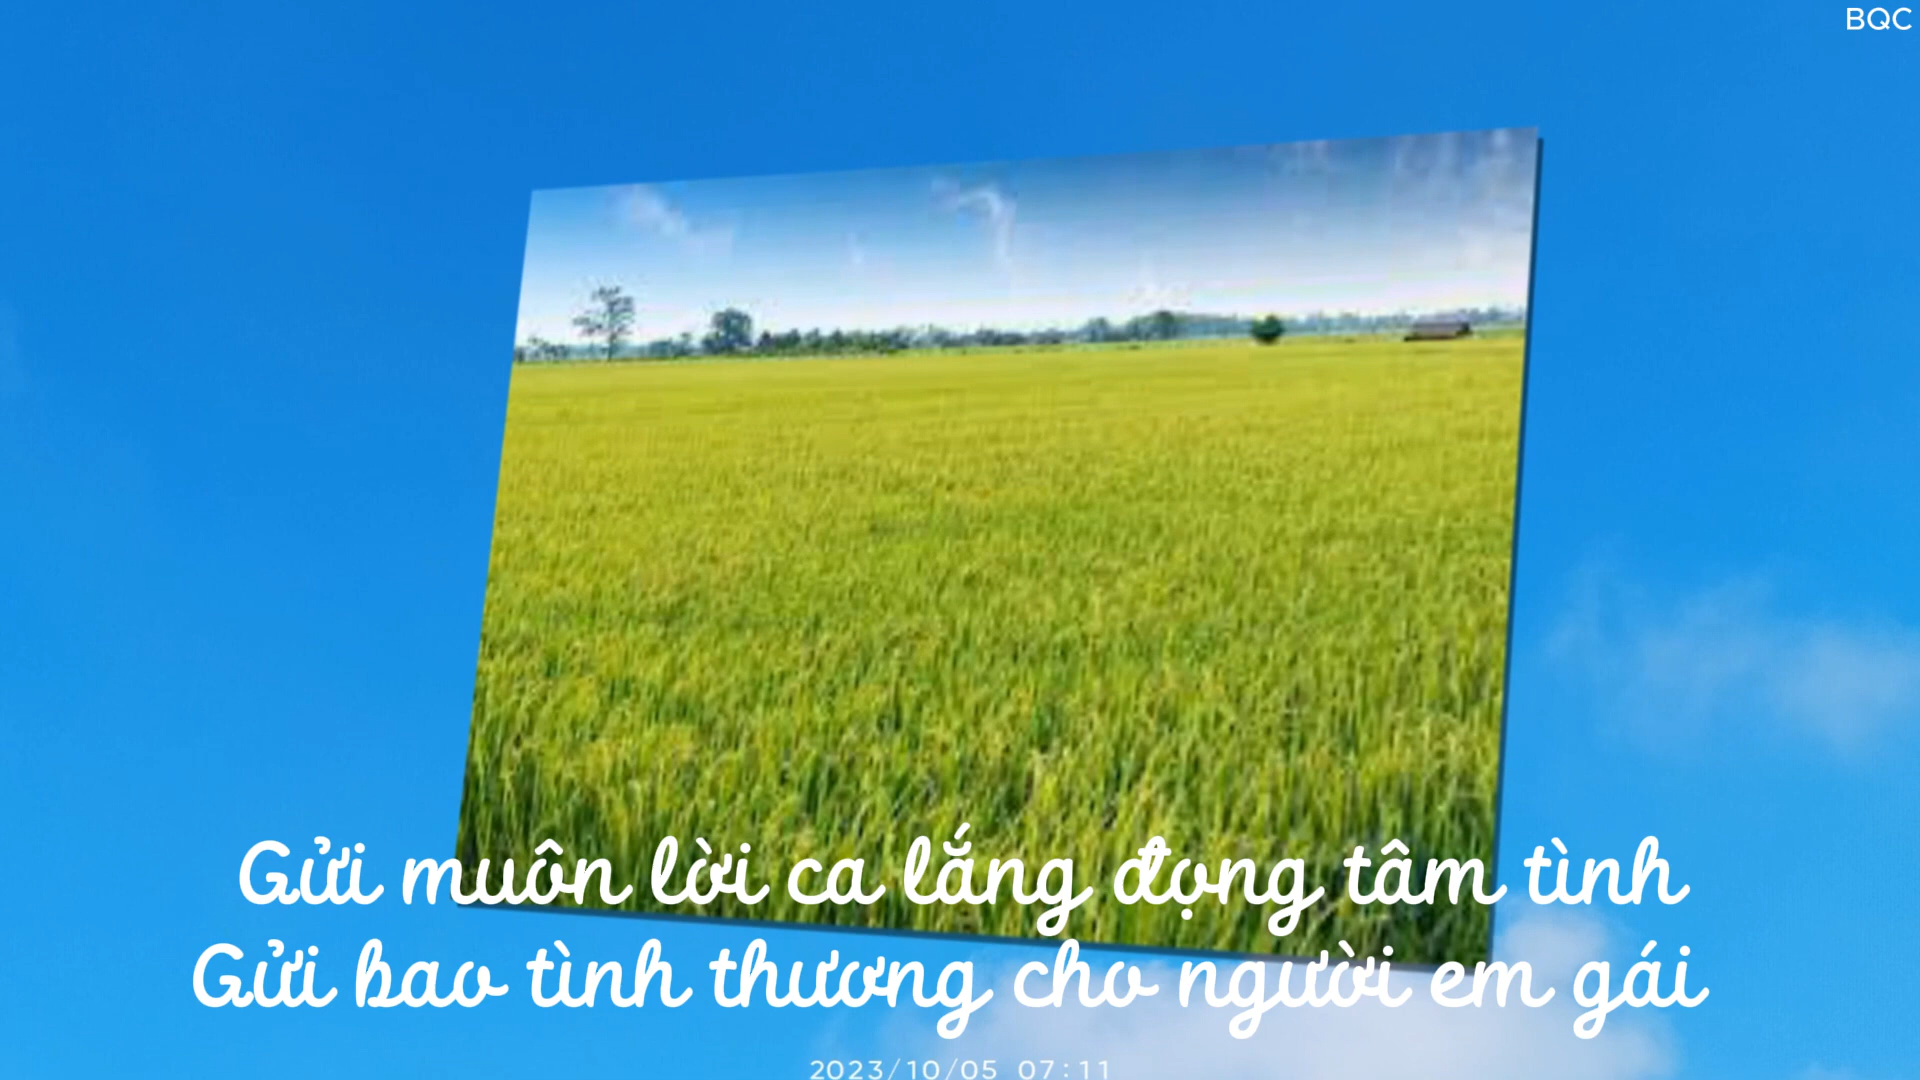 BQC
Gửi muôn lời ca lắng đọng tâm tình
Gửi bao tình thương cho người em gái
2023/10/05 07:11